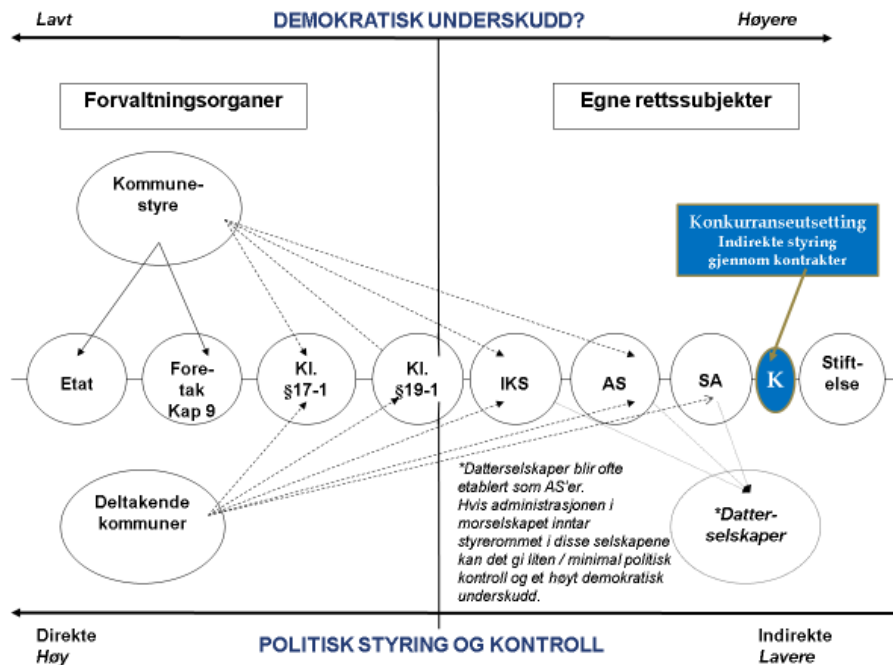 Lavt
DEMOKRATISK UNDERSKUDD?
Høyere
Forvaltningsorganer
Egne rettssubjekter
Kommune-
styre
Konkurranseutsetting
Indirekte styring
gjennom kontrakter
Etat
Fore-
tak
Kap 9
Kl.
§17-1
Kl.
§19-1
IKS
AS
SA
K
Stift-
else
Deltakende
kommuner
*Datterselskaper blir ofte
etablert som AS'er.
Hvis administrasjonen i
morselskapet inntar
styrerommet i disse selskapene
kan det gi liten / minimal politisk
kontroll og et høyt demokratisk
underskudd.
*Datter-
selskaper
Direkte
Høy
POLITISK STYRING OG KONTROLL
Indirekte
Lavere